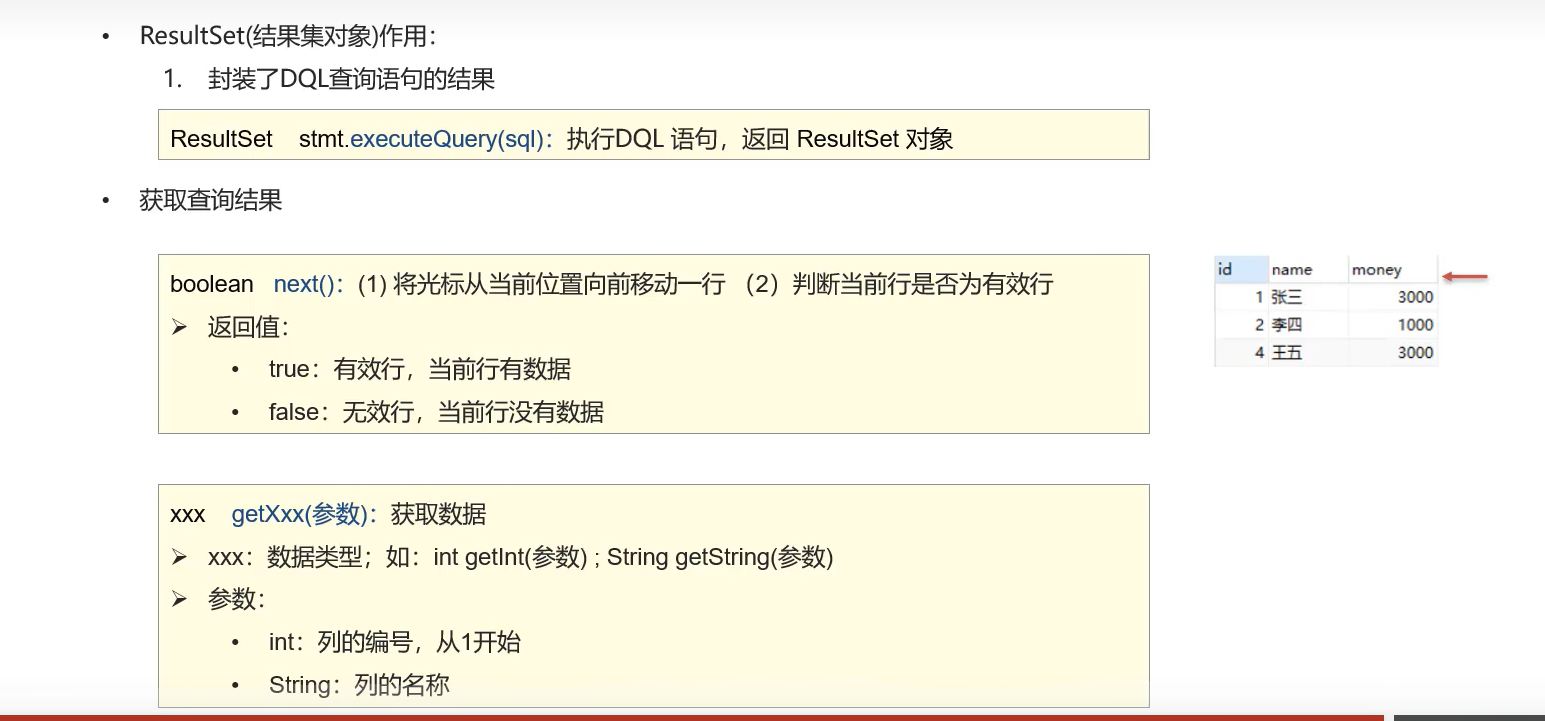 • ResultSet(结果集对象)作用：
1. 封装了DQL查询语句的结果
ResultSet stmt.executeQuery(sql)：执行DQL 语句，返回 ResultSet 对象
• 获取查询结果
boolean next()：(1) 将光标从当前位置向前移动一行 （2）判断当前行是否为有效行
➢ 返回值：
• true：有效行，当前行有数据
• false：无效行，当前行没有数据
id name money
1 张三 3000
2 李四 1000
4 王五 3000
xxx getXxx(参数)：获取数据
➢ xxx：数据类型；如：int getInt(参数) ; String getString(参数)
➢ 参数：
• int：列的编号，从1开始
• String：列的名称